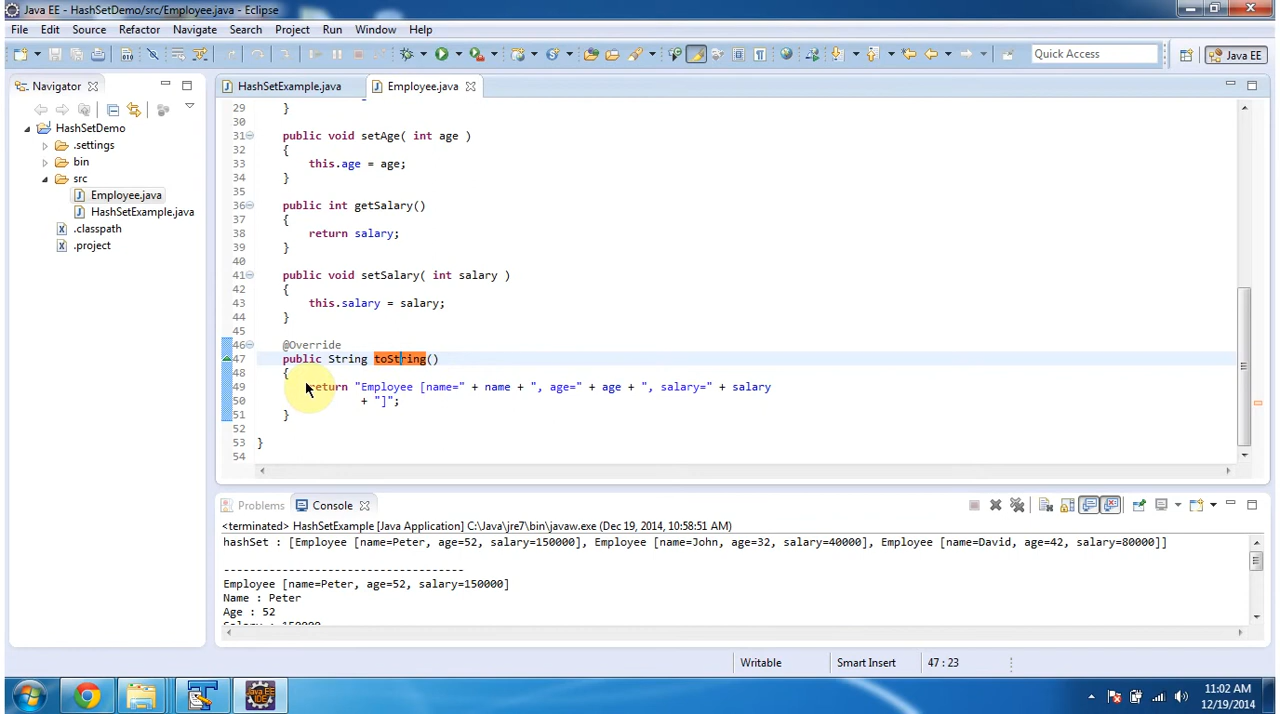 Java EE - HashSetDemo/src/Employee.java - Eclipse
File Edit Source Refactor Navigate Search Project Run Window Help
Quick Access
Java EE
Navigator
HashSetDemo
.settings
bin
src
Employee.java
HashSetExample.java
.classpath
.project
HashSetExample.java
Employee.java
29 }
30
31 public void setAge( int age )
32 {
33 this.age = age;
34 }
35
36 public int getSalary()
37 {
38 return salary;
39 }
40
41 public void setSalary( int salary )
42 {
43 this.salary = salary;
44 }
45
46 @Override
47 public String toString()
48 {
49 return "Employee [name=" + name + ", age=" + age + ", salary=" + salary
50 + "]";
51 }
52
53 }
54
Problems Console
<terminated> HashSetExample [Java Application] C:\Java\jre7\bin\javaw.exe (Dec 19, 2014, 10:58:51 AM)
hashSet : [Employee [name=Peter, age=52, salary=150000], Employee [name=John, age=32, salary=40000], Employee [name=David, age=42, salary=80000]]
------------------------------------
Employee [name=Peter, age=52, salary=150000]
Name : Peter
Age : 52
Salary : 150000
Writable
Smart Insert
47 : 23
Java EE
IDE
11:02 AM
12/19/2014